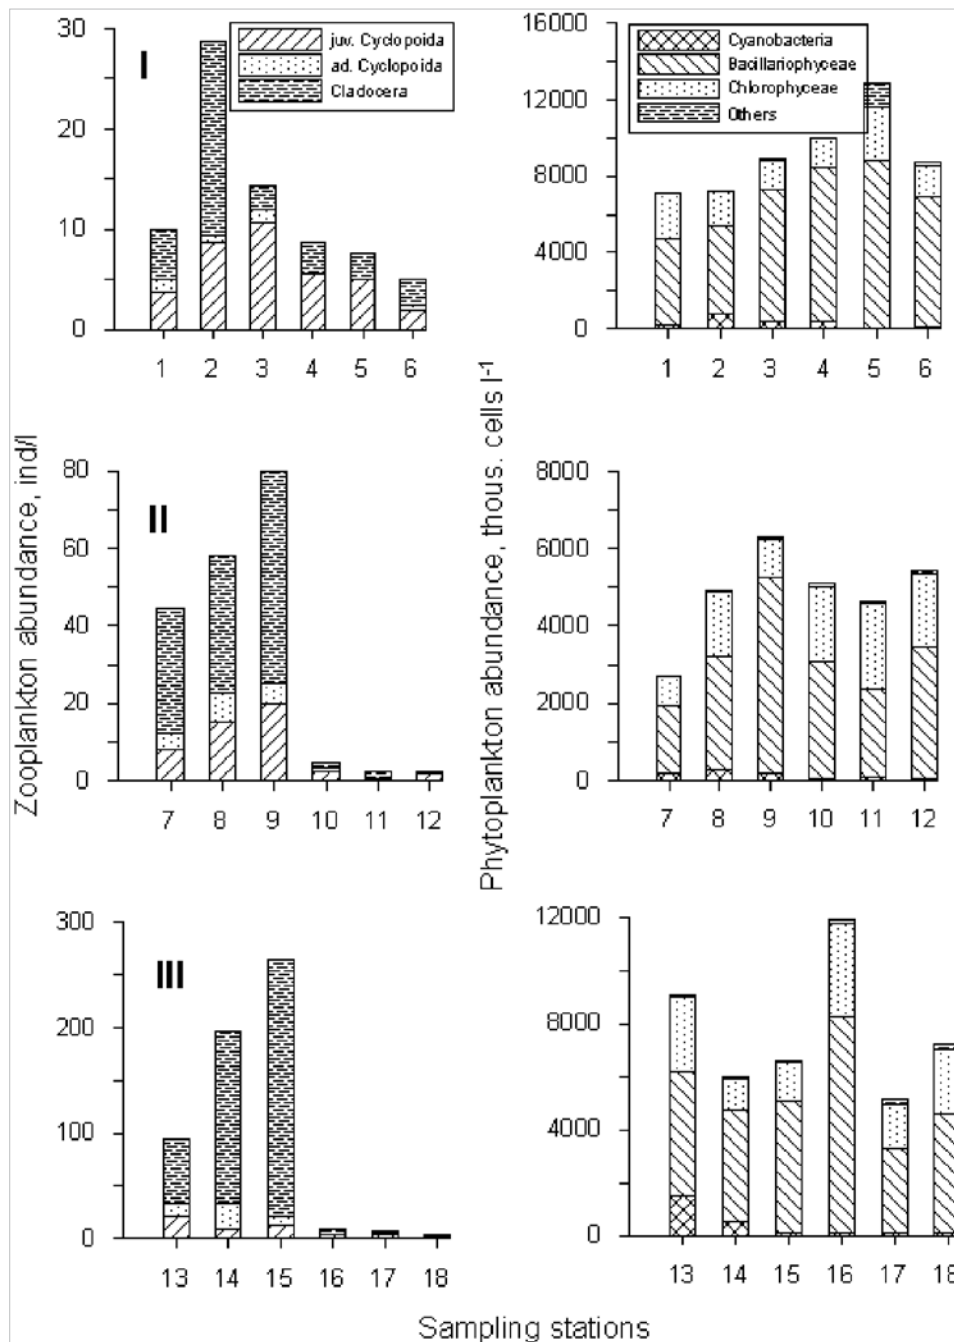 30
20
10
0
I
juv. Cyclopoida
ad. Cyclopoida
Cladocera
1 2 3 4 5 6
16000
12000
8000
4000
0
Cyanobacteria
Bacillariophyceae
Chlorophyceae
Others
1 2 3 4 5 6
Zooplankton abundance, ind/l
Phytoplankton abundance, thous. cells l-1
80
60
40
20
0
II
7 8 9 10 11 12
8000
6000
4000
2000
0
7 8 9 10 11 12
300
200
100
0
III
13 14 15 16 17 18
12000
8000
4000
0
13 14 15 16 17 18
Sampling stations